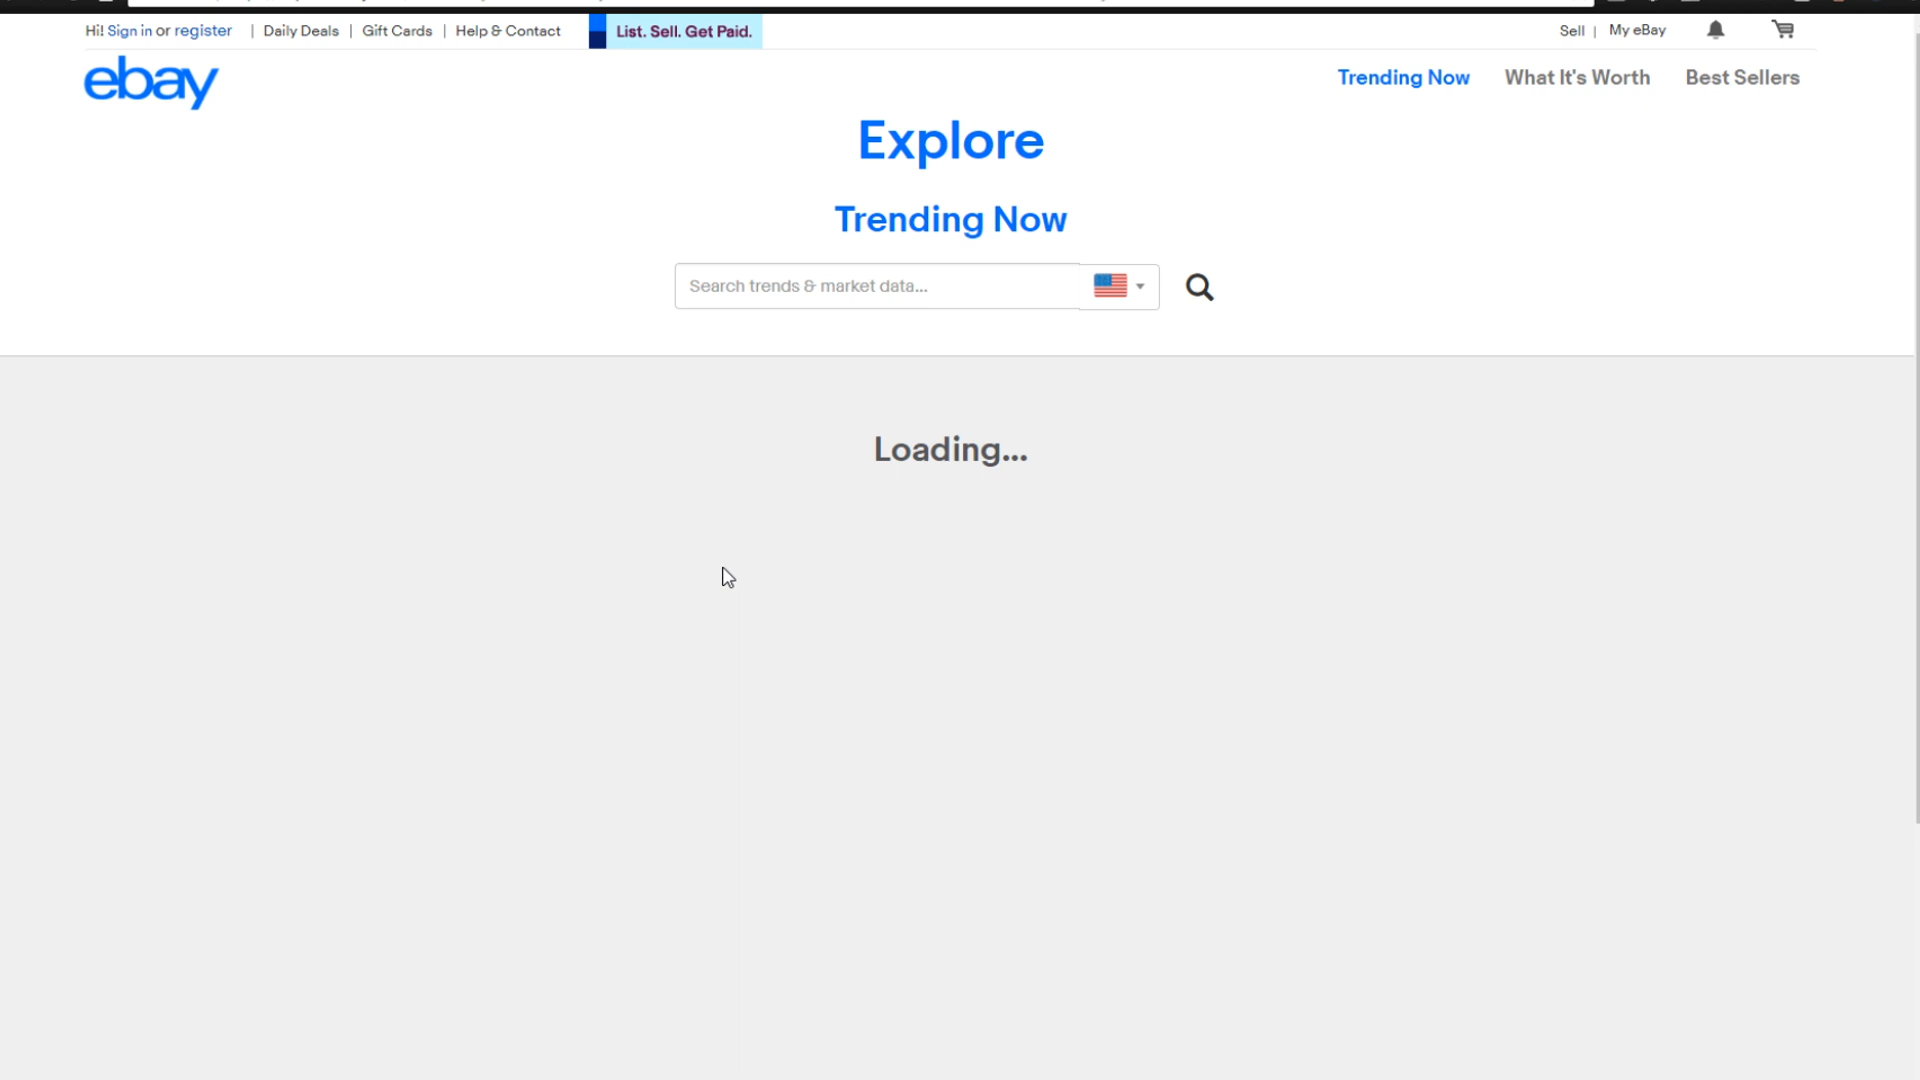 Hi! Sign in or register | Daily Deals | Gift Cards | Help & Contact List. Sell. Get Paid. Sell | My eBay
ebay Trending Now What It's Worth Best Sellers
Explore
Trending Now
Search trends & market data...
Loading...